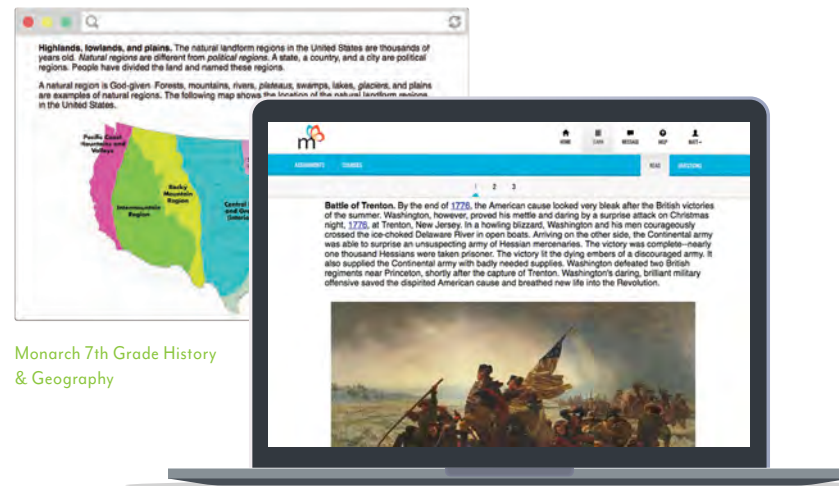 Highlands, lowlands, and plains. The natural landform regions in the United States are thousands of
years old. Natural regions are different from political regions. A state, a country, and a city are political
regions. People have divided the land and named these regions.
A natural region is God-given. Forests, mountains, rivers, plateaus, swamps, lakes, glaciers, and plains
are examples of natural regions. The following map shows the location of the natural landform regions
in the United States.
Pacific Coast
Mountains and
Valleys
Rocky
Mountain
Region
Intermountain
Region
Central
and Gr
(Interio
Monarch 7th Grade History
& Geography
m
HOME
LEARN
MESSAGE
HELP
MATT
ASSIGNMENTS
COURSES
READ
QUESTIONS
1 2 3
Battle of Trenton. By the end of 1776, the American cause looked very bleak after the British victories
of the summer. Washington, however, proved his mettle and daring by a surprise attack on Christmas
night, 1776, at Trenton, New Jersey. In a howling blizzard, Washington and his men courageously
crossed the ice-choked Delaware River in open boats. Arriving on the other side, the Continental army
was able to surprise an unsuspecting army of Hessian mercenaries. The victory was complete--nearly
one thousand Hessians were taken prisoner. The victory lit the dying embers of a discouraged army. It
also supplied the Continental army with badly needed supplies. Washington defeated two British
regiments near Princeton, shortly after the capture of Trenton. Washington's daring, brilliant military
offensive saved the dispirited American cause and breathed new life into the Revolution.